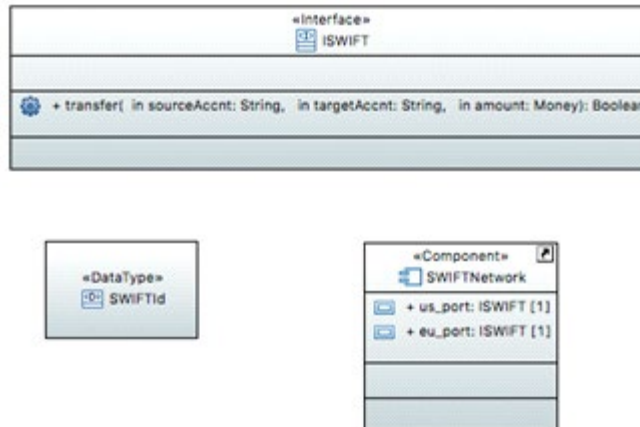 «Interface»
ISWIFT
+ transfer( in sourceAccnt: String, in targetAccnt: String, in amount: Money): Boolean
«DataType»
SWIFTId
«Component»
SWIFTNetwork
+ us_port: ISWIFT [1]
+ eu_port: ISWIFT [1]